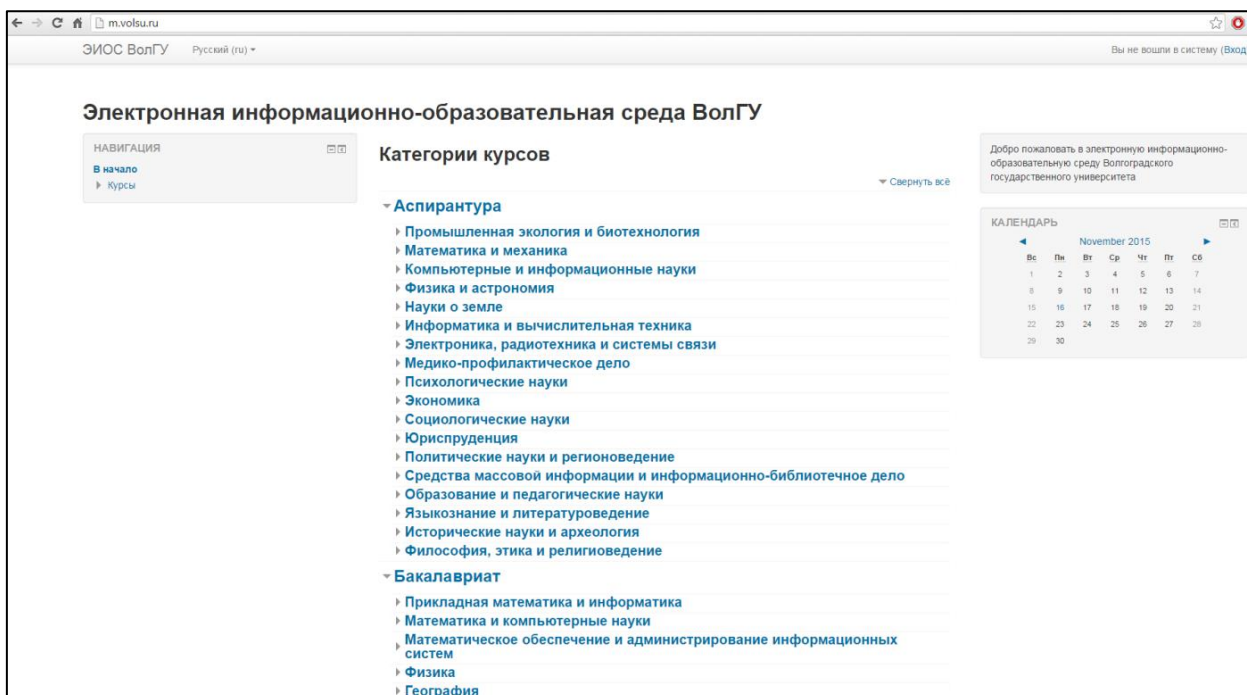 m.volsu.ru
ЭИОС ВолГУ Русский (ru)
Вы не вошли в систему (Вход
Электронная информационно-образовательная среда ВолГУ
НАВИГАЦИЯ
В начало
Курсы
Категории курсов
Свернуть всё
Аспирантура
Промышленная экология и биотехнология
Математика и механика
Компьютерные и информационные науки
Физика и астрономия
Науки о земле
Информатика и вычислительная техника
Электроника, радиотехника и системы связи
Медико-профилактическое дело
Психологические науки
Экономика
Социологические науки
Юриспруденция
Политические науки и регионоведение
Средства массовой информации и информационно-библиотечное дело
Образование и педагогические науки
Языкознание и литературоведение
Исторические науки и археология
Философия, этика и религиоведение
Бакалавриат
Прикладная математика и информатика
Математика и компьютерные науки
Математическое обеспечение и администрирование информационных
систем
Физика
География
Добро пожаловать в электронную информационно-
образовательную среду Волгоградского
государственного университета
КАЛЕНДАРЬ
November 2015
Вс Пн Вт Ср Чт Пт Сб
1 2 3 4 5 6 7
8 9 10 11 12 13 14
15 16 17 18 19 20 21
22 23 24 25 26 27 28
29 30